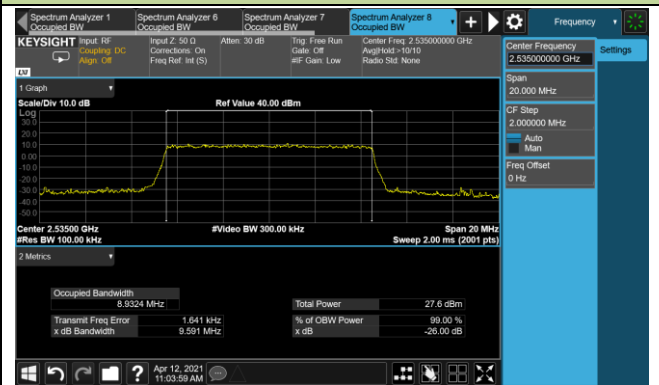 Spectrum Analyzer 1
Occupied BW
Spectrum Analyzer 6
Occupied BW
Spectrum Analyzer 7
Occupied BW
Spectrum Analyzer 8
Occupied BW
Frequency
KEYSIGHT
Input: RF
Coupling: DC
Align: Off
Input Z: 50 Ω
Corrections: On
Freq Ref: Int (S)
Atten: 30 dB
Trig: Free Run
Gate: Off
#IF Gain: Low
Center Freq: 2.535000000 GHz
Avg|Hold:>10/10
Radio Std: None
LXI
Center Frequency
2.535000000 GHz
Settings
Span
20.000 MHz
CF Step
2.000000 MHz
Auto
Man
Freq Offset
0 Hz
1 Graph
Scale/Div 10.0 dB
Ref Value 40.00 dBm
Log
30.0
20.0
10.0
0.00
-10.0
-20.0
-30.0
-40.0
-50.0
Center 2.53500 GHz
#Video BW 300.00 kHz
Span 20 MHz
#Res BW 100.00 kHz
Sweep 2.00 ms (2001 pts)
2 Metrics
Occupied Bandwidth
8.9324 MHz
Total Power
27.6 dBm
Transmit Freq Error
1.641 kHz
% of OBW Power
99.00 %
x dB Bandwidth
9.591 MHz
x dB
-26.00 dB
Apr 12, 2021
11:03:59 AM